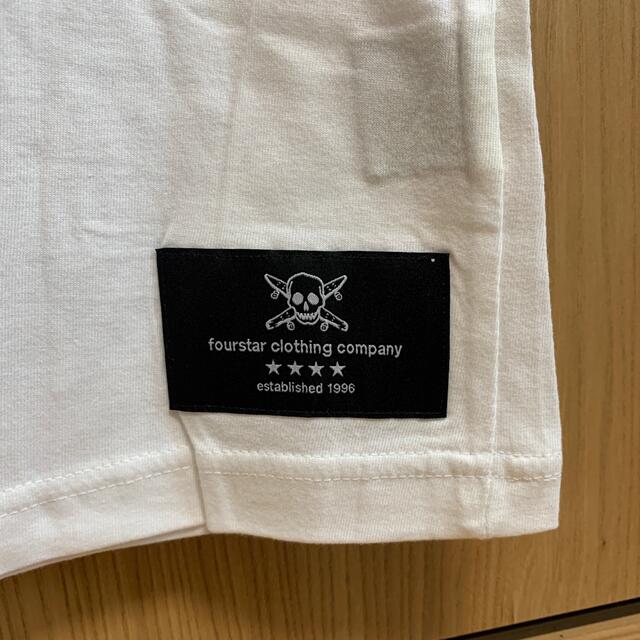 fourstar clothing company
★★★★
established 1996